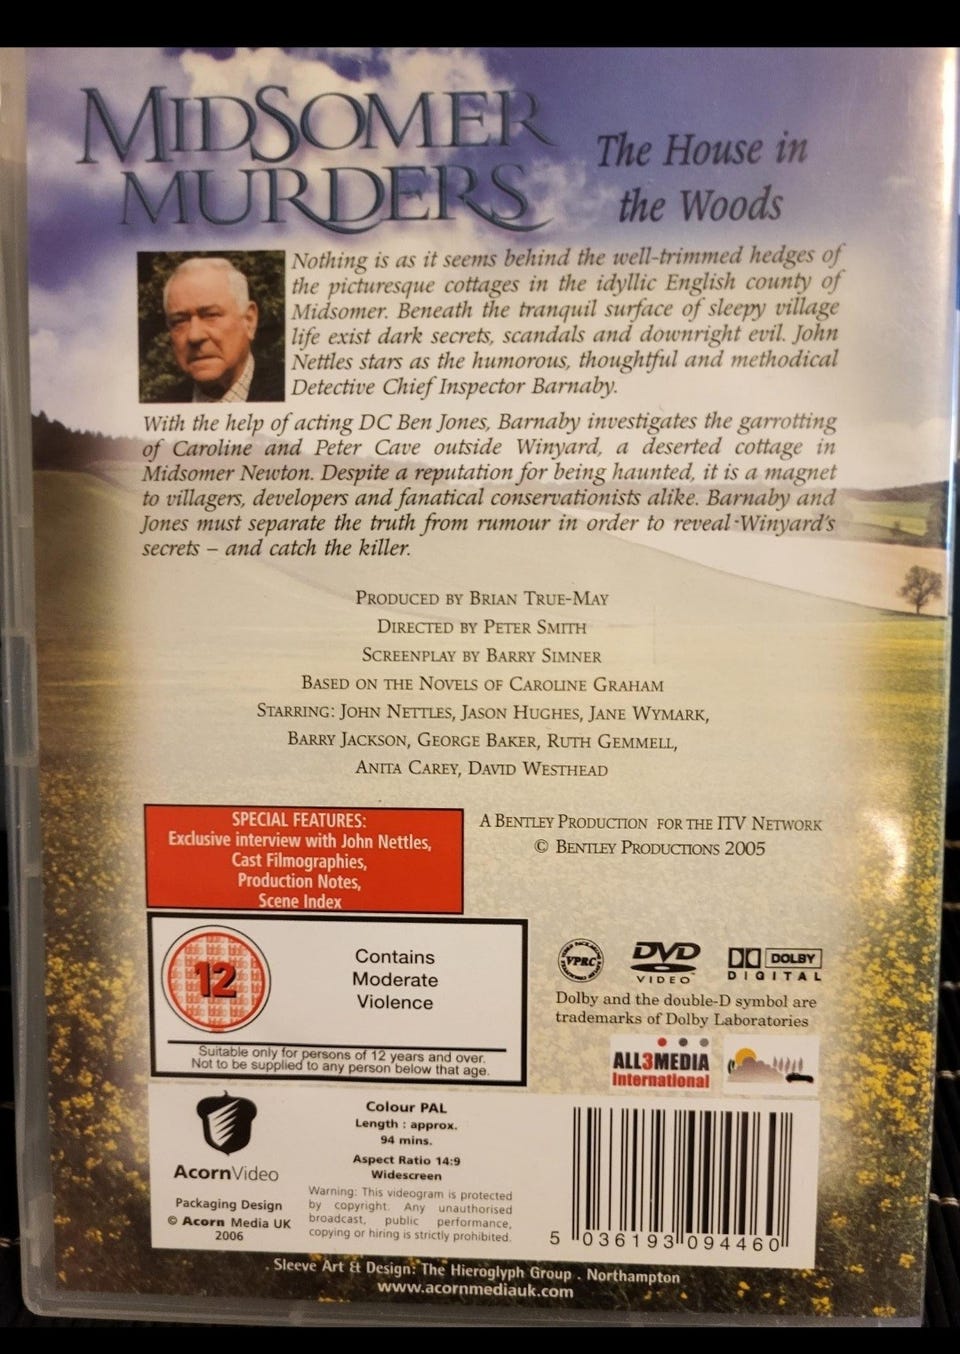 MIDSOMER
MURDERS
The House in
the Woods
Nothing is as it seems behind the well-trimmed hedges of
the picturesque cottages in the idyllic English county of
Midsomer. Beneath the tranquil surface of sleepy village
life exist dark secrets, scandals and downright evil. John
Nettles stars as the humorous, thoughtful and methodical
Detective Chief Inspector Barnaby.
With the help of acting DC Ben Jones, Barnaby investigates the garrotting
of Caroline and Peter Cave outside Winyard, a deserted cottage in
Midsomer Newton. Despite a reputation for being haunted, it is a magnet
to villagers, developers and fanatical conservationists alike. Barnaby and
Jones must separate the truth from rumour in order to reveal Winyard's
secrets – and catch the killer.
PRODUCED BY BRIAN TRUE-MAY
DIRECTED BY PETER SMITH
SCREENPLAY BY BARRY SIMNER
BASED ON THE NOVELS OF CAROLINE GRAHAM
STARRING: JOHN NETTLES, JASON HUGHES, JANE WYMARK,
BARRY JACKSON, GEORGE BAKER, RUTH GEMMELL,
ANITA CAREY, DAVID WESTHEAD
SPECIAL FEATURES:
Exclusive interview with John Nettles,
Cast Filmographies,
Production Notes,
Scene Index
A BENTLEY PRODUCTION FOR THE ITV NETWORK
© BENTLEY PRODUCTIONS 2005
12
Contains
Moderate
Violence
Suitable only for persons of 12 years and over.
Not to be supplied to any person below that age.
VPRC
DVD
VIDEO
DOLBY
DIGITAL
Dolby and the double-D symbol are
trademarks of Dolby Laboratories
ALL3MEDIA
International
AcornVideo
Packaging Design
© Acorn Media UK
2006
Colour PAL
Length : approx.
94 mins.
Aspect Ratio 14:9
Widescreen
Warning: This videogram is protected
by copyright. Any unauthorised
broadcast, public performance,
copying or hiring is strictly prohibited.
5 036193 094460
. Sleeve Art & Design: The Hieroglyph Group . Northampton
www.acornmediauk.com